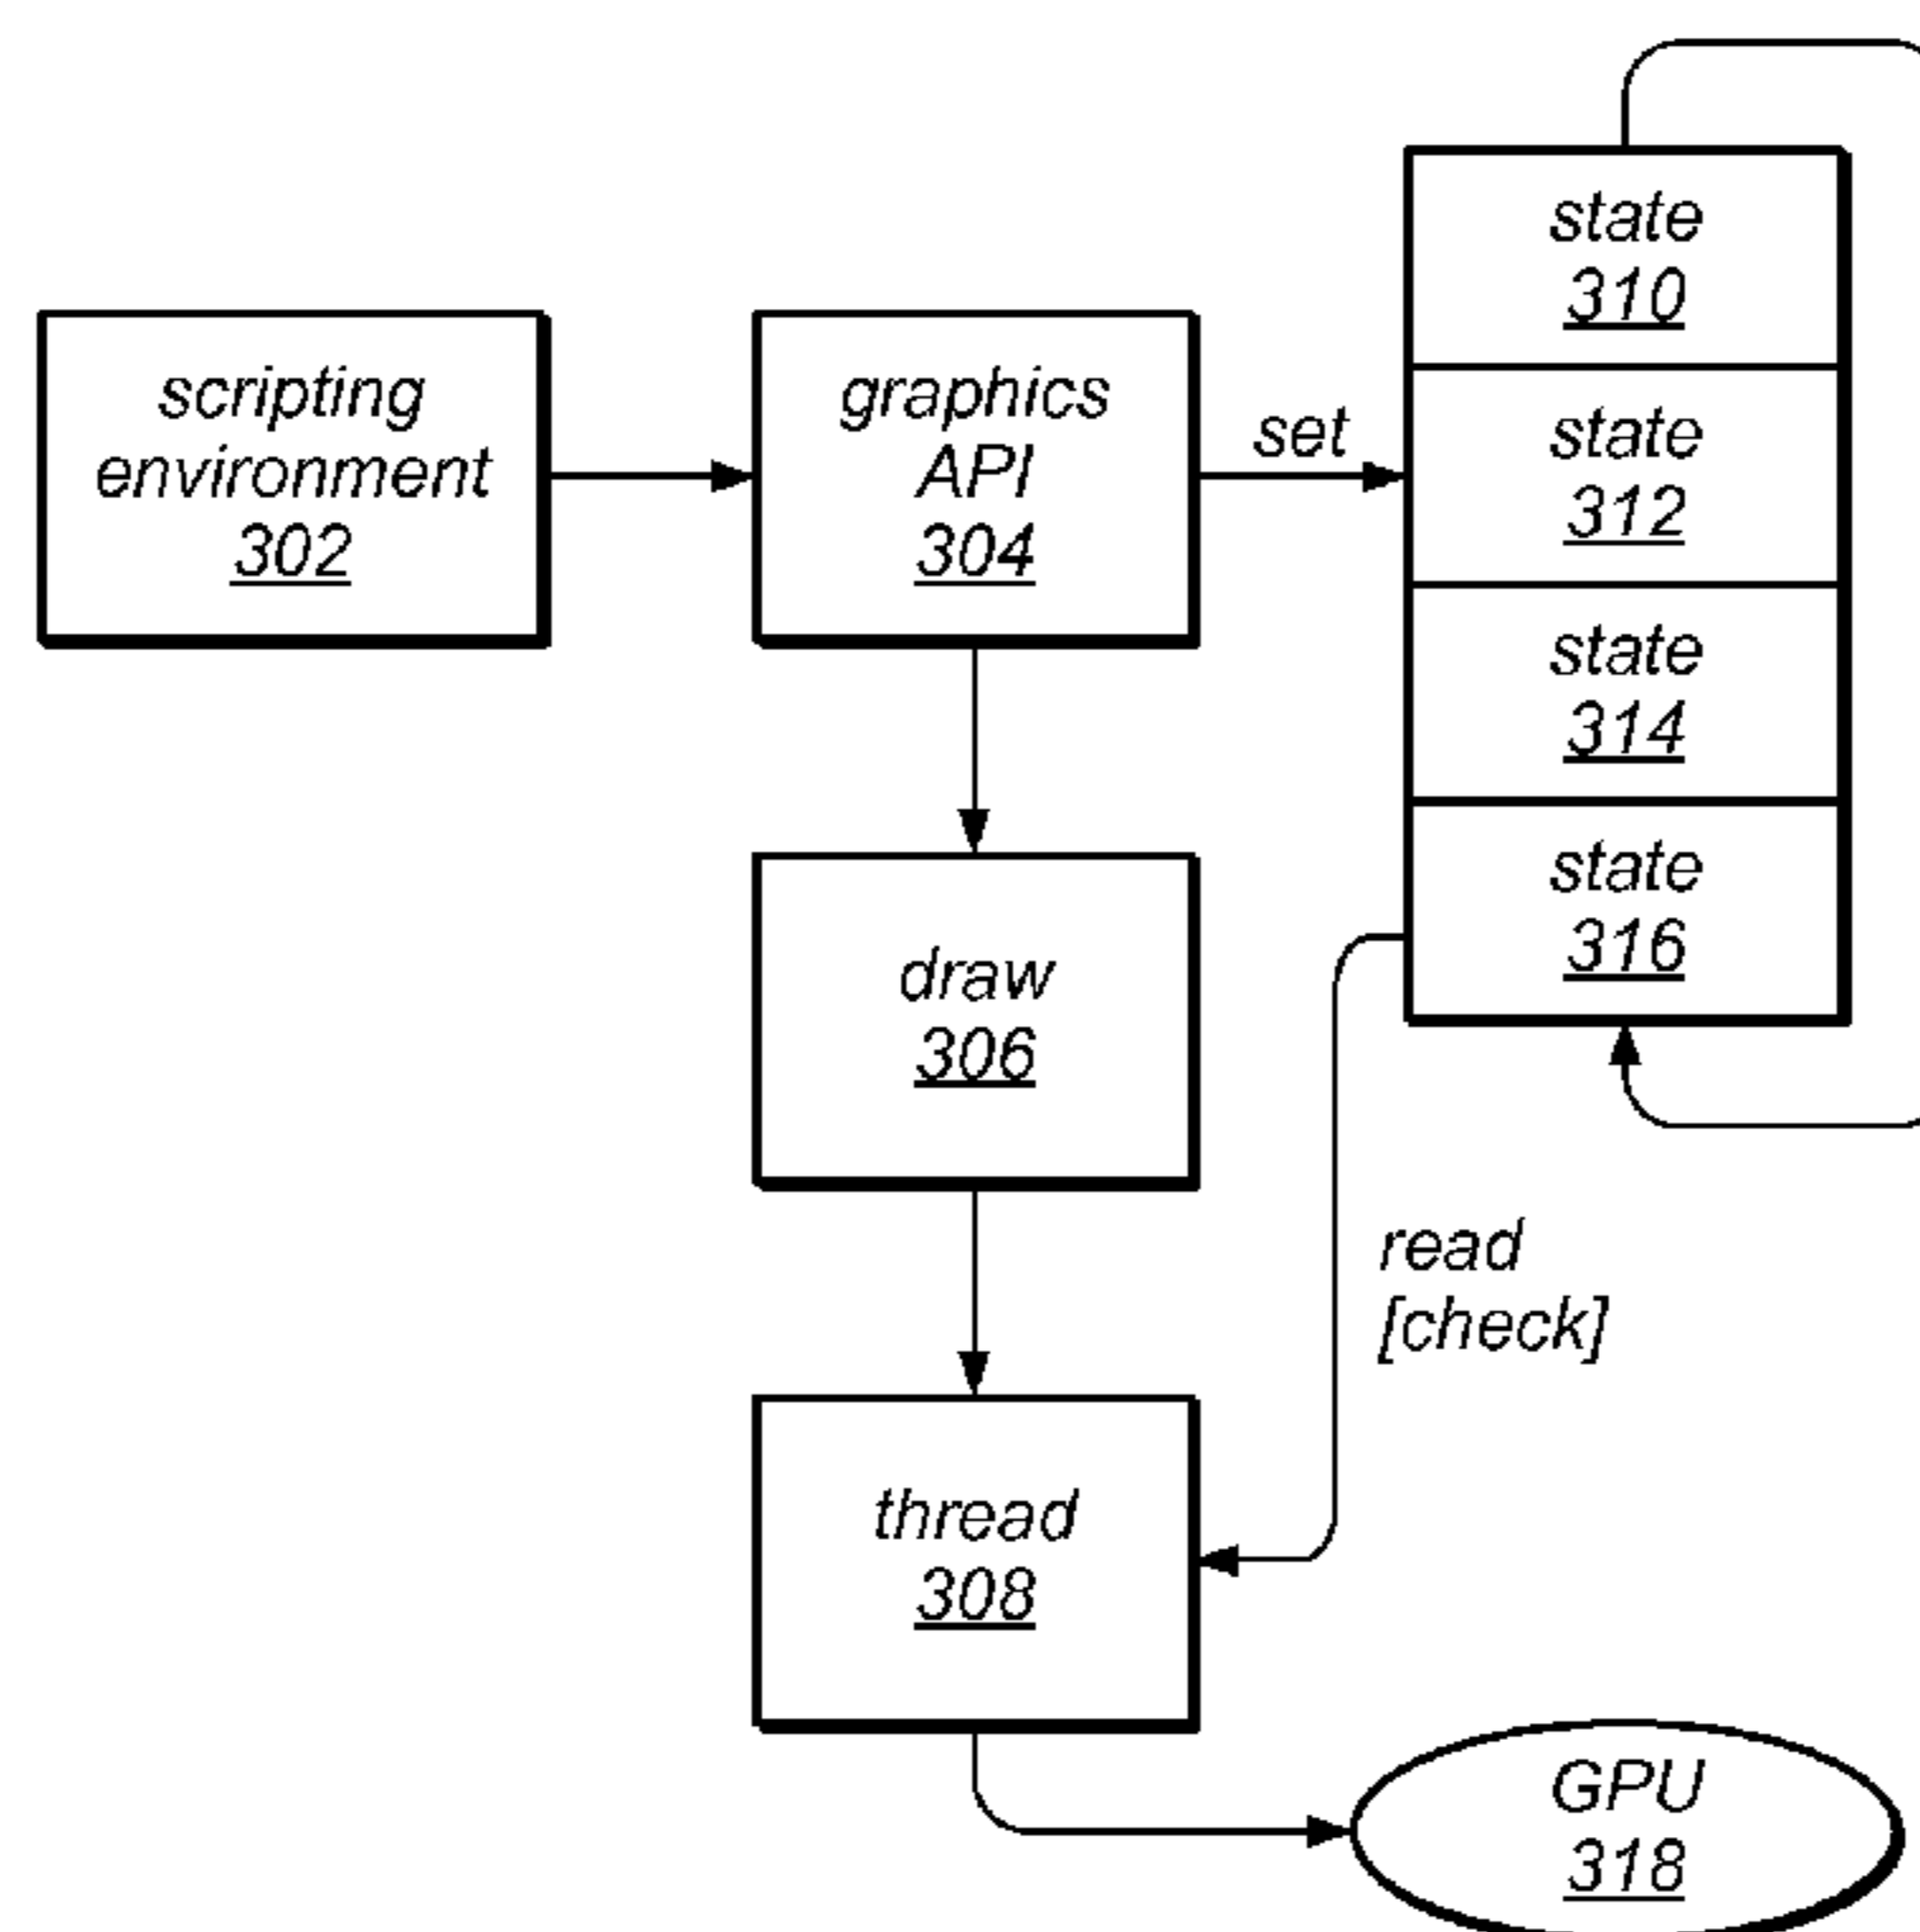 scripting
environment
302
graphics
API
304
set
state
310
state
312
state
314
state
316
draw
306
read
[check]
thread
308
GPU
318